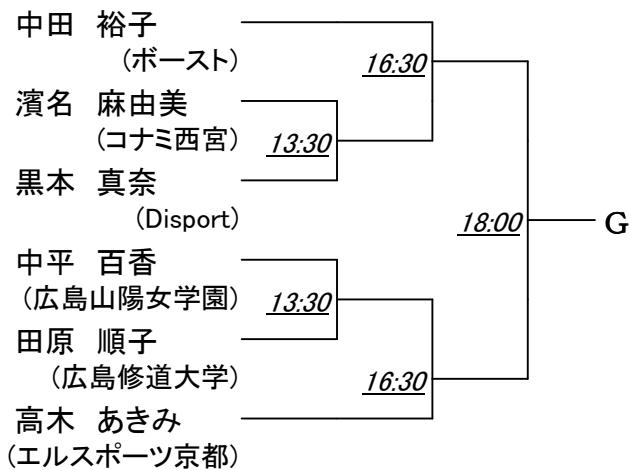 中田 裕子
(ボースト)
16:30
濱名 麻由美
(コナミ西宮)
13:30
黒本 真奈
(Disport)
18:00
G
中平 百香
(広島山陽女学園)
13:30
田原 順子
(広島修道大学)
16:30
高木 あきみ
(エルスポーツ京都)